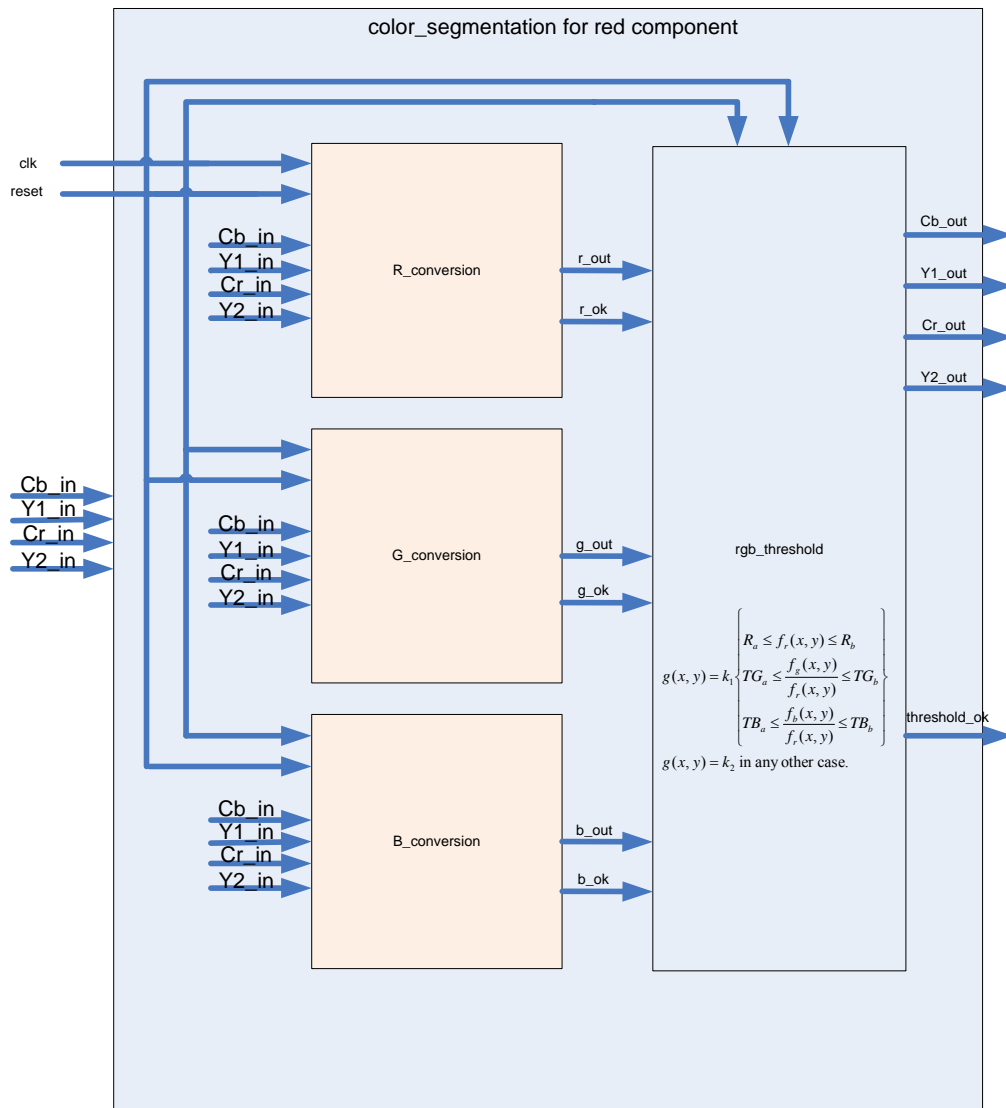 color_segmentation for red component
clk
reset
Cb_in
Y1_in
Cr_in
Y2_in
R_conversion
r_out
r_ok
Cb_out
Y1_out
Cr_out
Y2_out
Cb_in
Y1_in
Cr_in
Y2_in
Cb_in
Y1_in
Cr_in
Y2_in
G_conversion
g_out
g_ok
rgb_threshold
g(x, y) = k₁ { R_a ≤ f_r(x, y) ≤ R_b
TG_a ≤ f_g(x, y) / f_r(x, y) ≤ TG_b
TB_a ≤ f_b(x, y) / f_r(x, y) ≤ TB_b }
g(x, y) = k₂ in any other case.
threshold_ok
Cb_in
Y1_in
Cr_in
Y2_in
B_conversion
b_out
b_ok